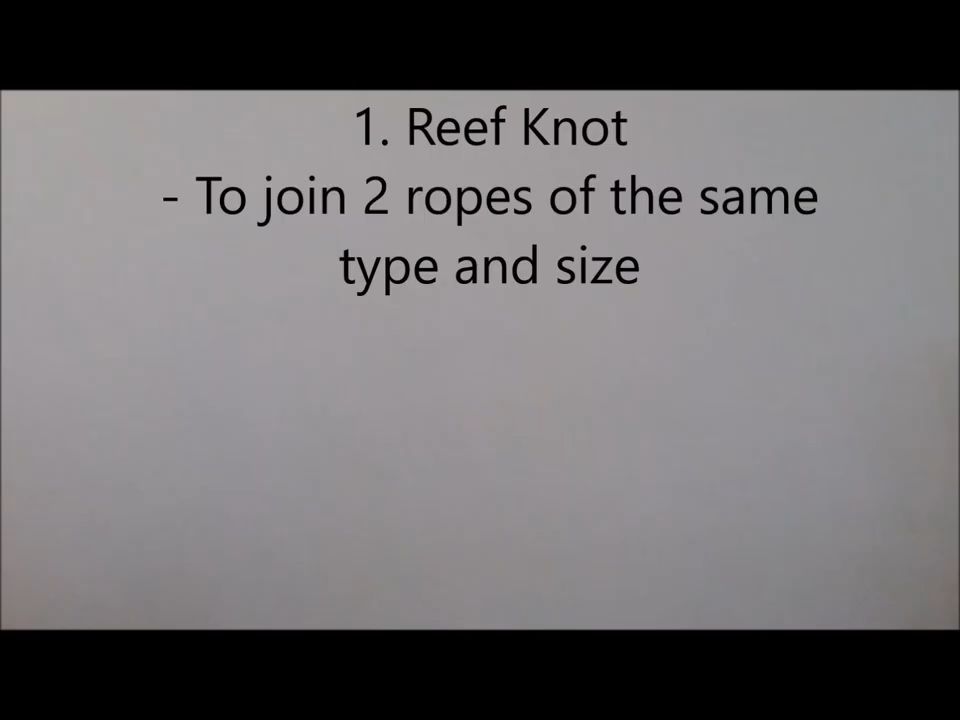 1. Reef Knot
- To join 2 ropes of the same
type and size